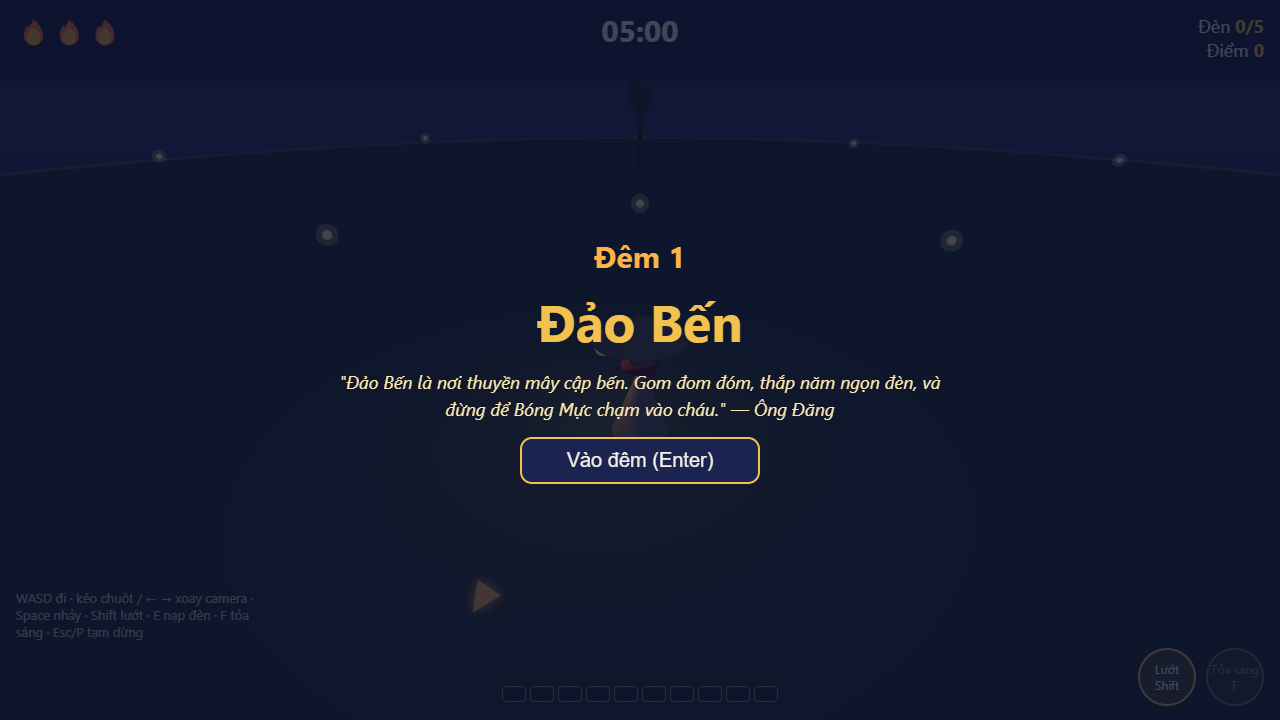 05:00
Đèn 0/5
Điểm 0
Đêm 1
Đảo Bến
"Đảo Bến là nơi thuyền mây cập bến. Gom đom đóm, thắp năm ngọn đèn, và
đừng để Bóng Mực chạm vào cháu." — Ông Đăng
Vào đêm (Enter)
WASD đi · kéo chuột / ← → xoay camera ·
Space nhảy · Shift lướt · E nạp đèn · F tỏa
sáng · Esc/P tạm dừng
Lướt
Shift
Tỏa sáng
F